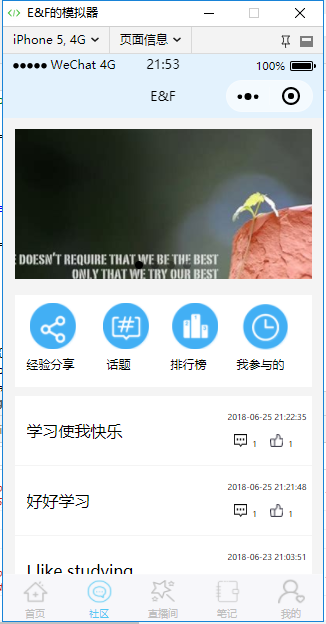 E&F的模拟器
iPhone 5, 4G 页面信息
WeChat 4G 21:53 100%
E&F
DOESN'T REQUIRE THAT WE BE THE BEST
ONLY THAT WE TRY OUR BEST
经验分享 话题 排行榜 我参与的
2018-06-25 21:22:35
学习使我快乐
1 1
2018-06-25 21:21:48
好好学习
1 1
2018-06-23 21:03:51
I like studying
首页 社区 直播间 笔记 我的